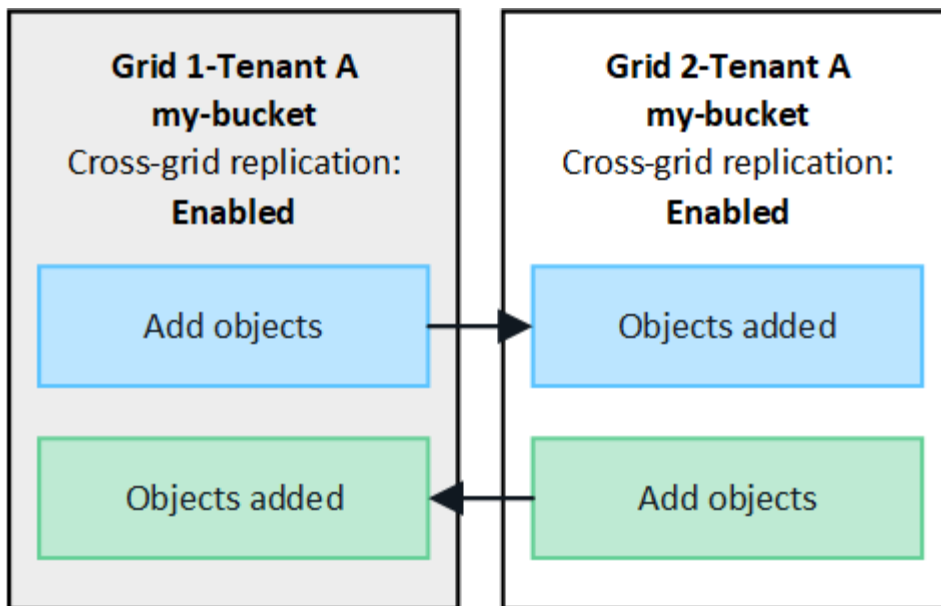 Grid 1-Tenant A
my-bucket
Cross-grid replication:
Enabled
Add objects
Objects added
Grid 2-Tenant A
my-bucket
Cross-grid replication:
Enabled
Objects added
Add objects